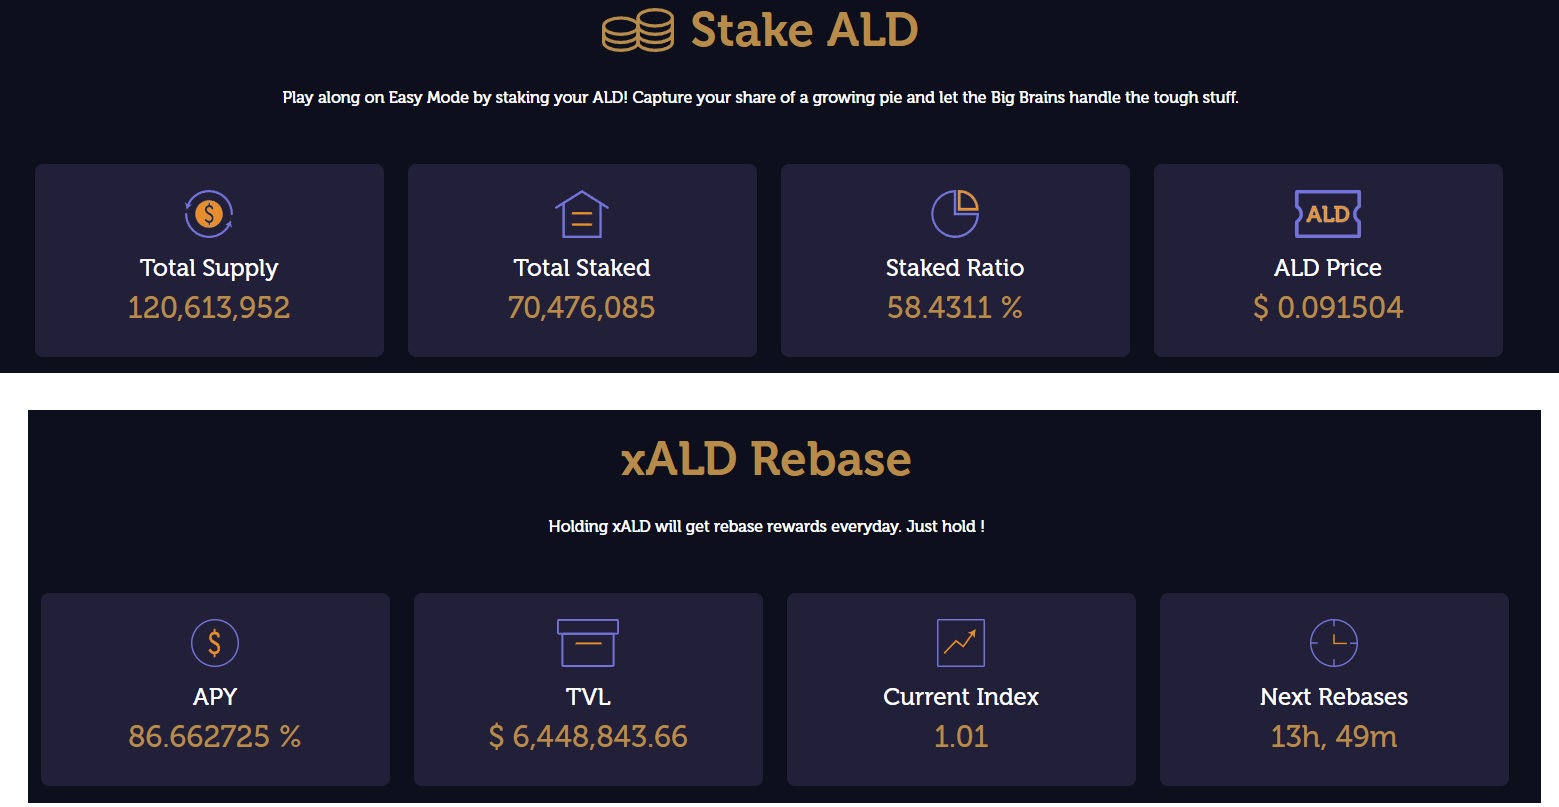 Stake ALD
Play along on Easy Mode by staking your ALD! Capture your share of a growing pie and let the Big Brains handle the tough stuff.
$
ALD
Total Supply
Total Staked
Staked Ratio
ALD Price
120,613,952
70,476,085
58.4311 %
$ 0.091504
xALD Rebase
Holding xALD will get rebase rewards everyday. Just hold !
$
APY
TVL
Current Index
Next Rebases
86.662725 %
$ 6,448,843.66
1.01
13h, 49m